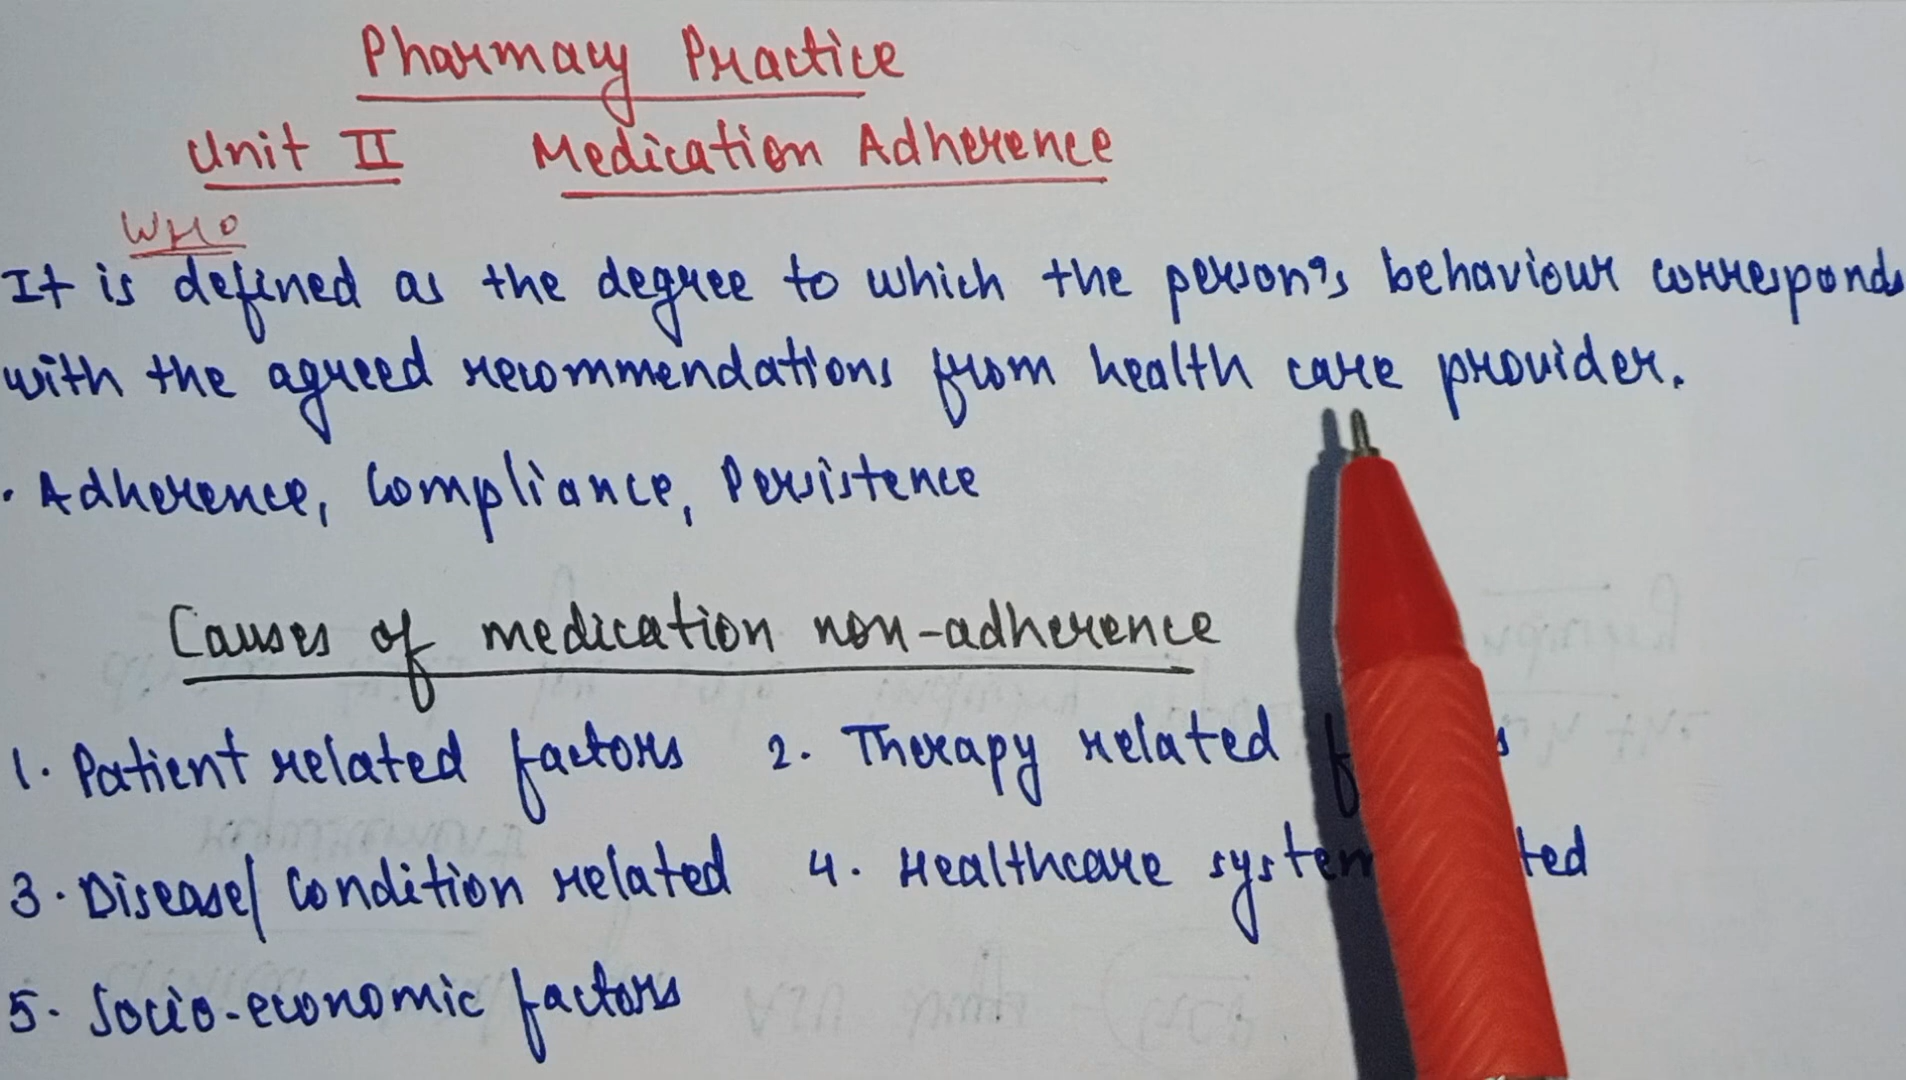 Pharmacy Practice
Unit II Medication Adherence
WHO
It is defined as the degree to which the person's behaviour corresponds
with the agreed recommendations from health care provider.
. Adherence, Compliance, Persistence
Causes of medication non-adherence
1. Patient related factors 2. Therapy related
3. Disease/ Condition related 4. Healthcare system
5. Socio-economic factors